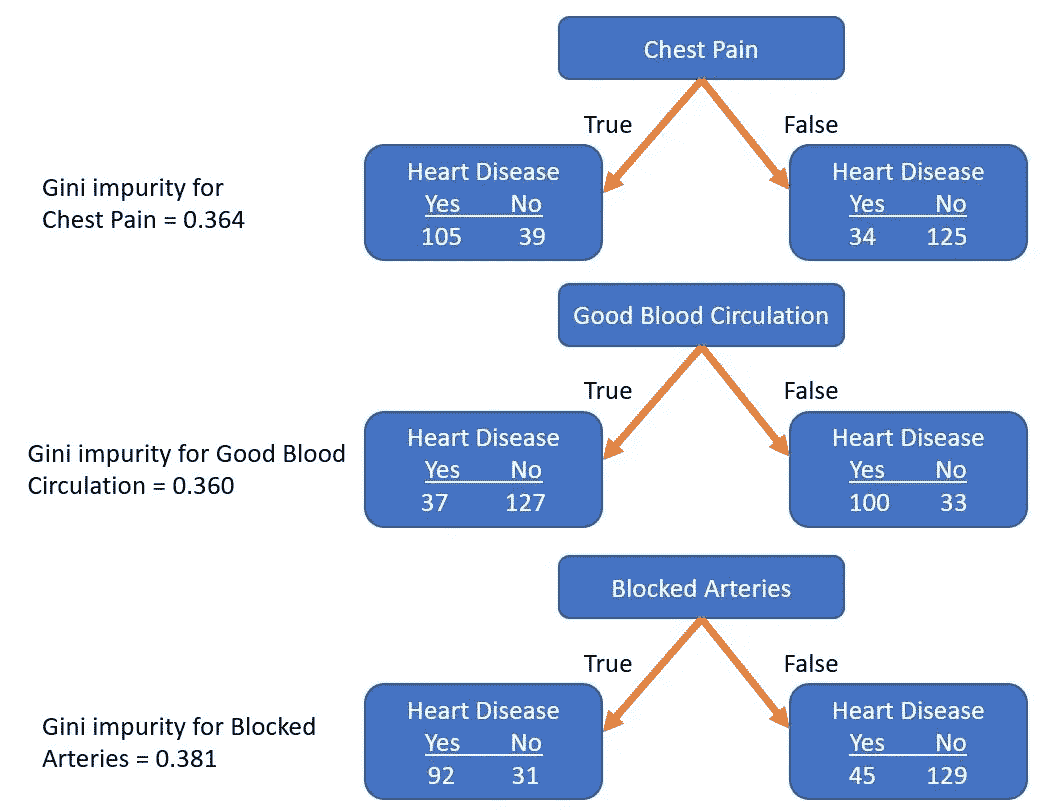 Chest Pain
True
False
Gini impurity for
Chest Pain = 0.364
Heart Disease
Yes No
105 39
Heart Disease
Yes No
34 125
Good Blood Circulation
True
False
Gini impurity for Good Blood
Circulation = 0.360
Heart Disease
Yes No
37 127
Heart Disease
Yes No
100 33
Blocked Arteries
True
False
Gini impurity for Blocked
Arteries = 0.381
Heart Disease
Yes No
92 31
Heart Disease
Yes No
45 129